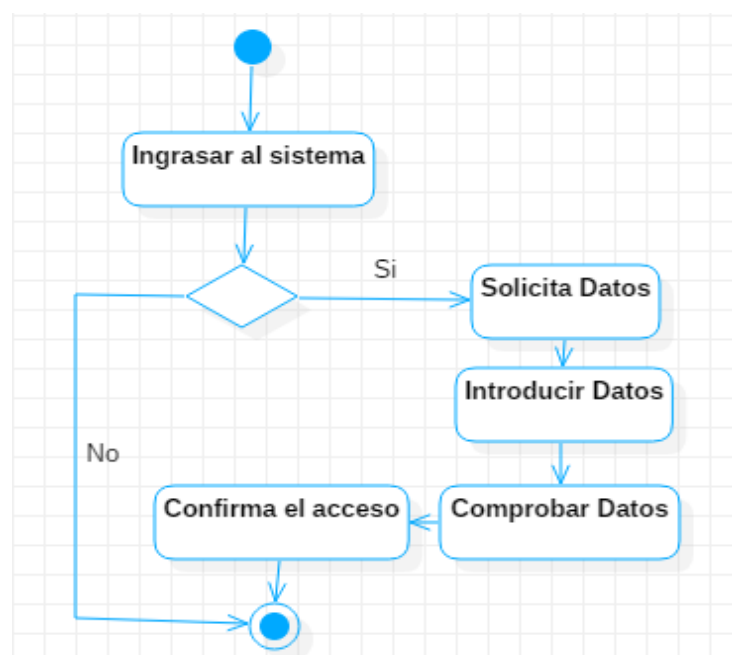 Ingrasar al sistema
Si
Solicita Datos
Introducir Datos
No
Confirma el acceso
Comprobar Datos